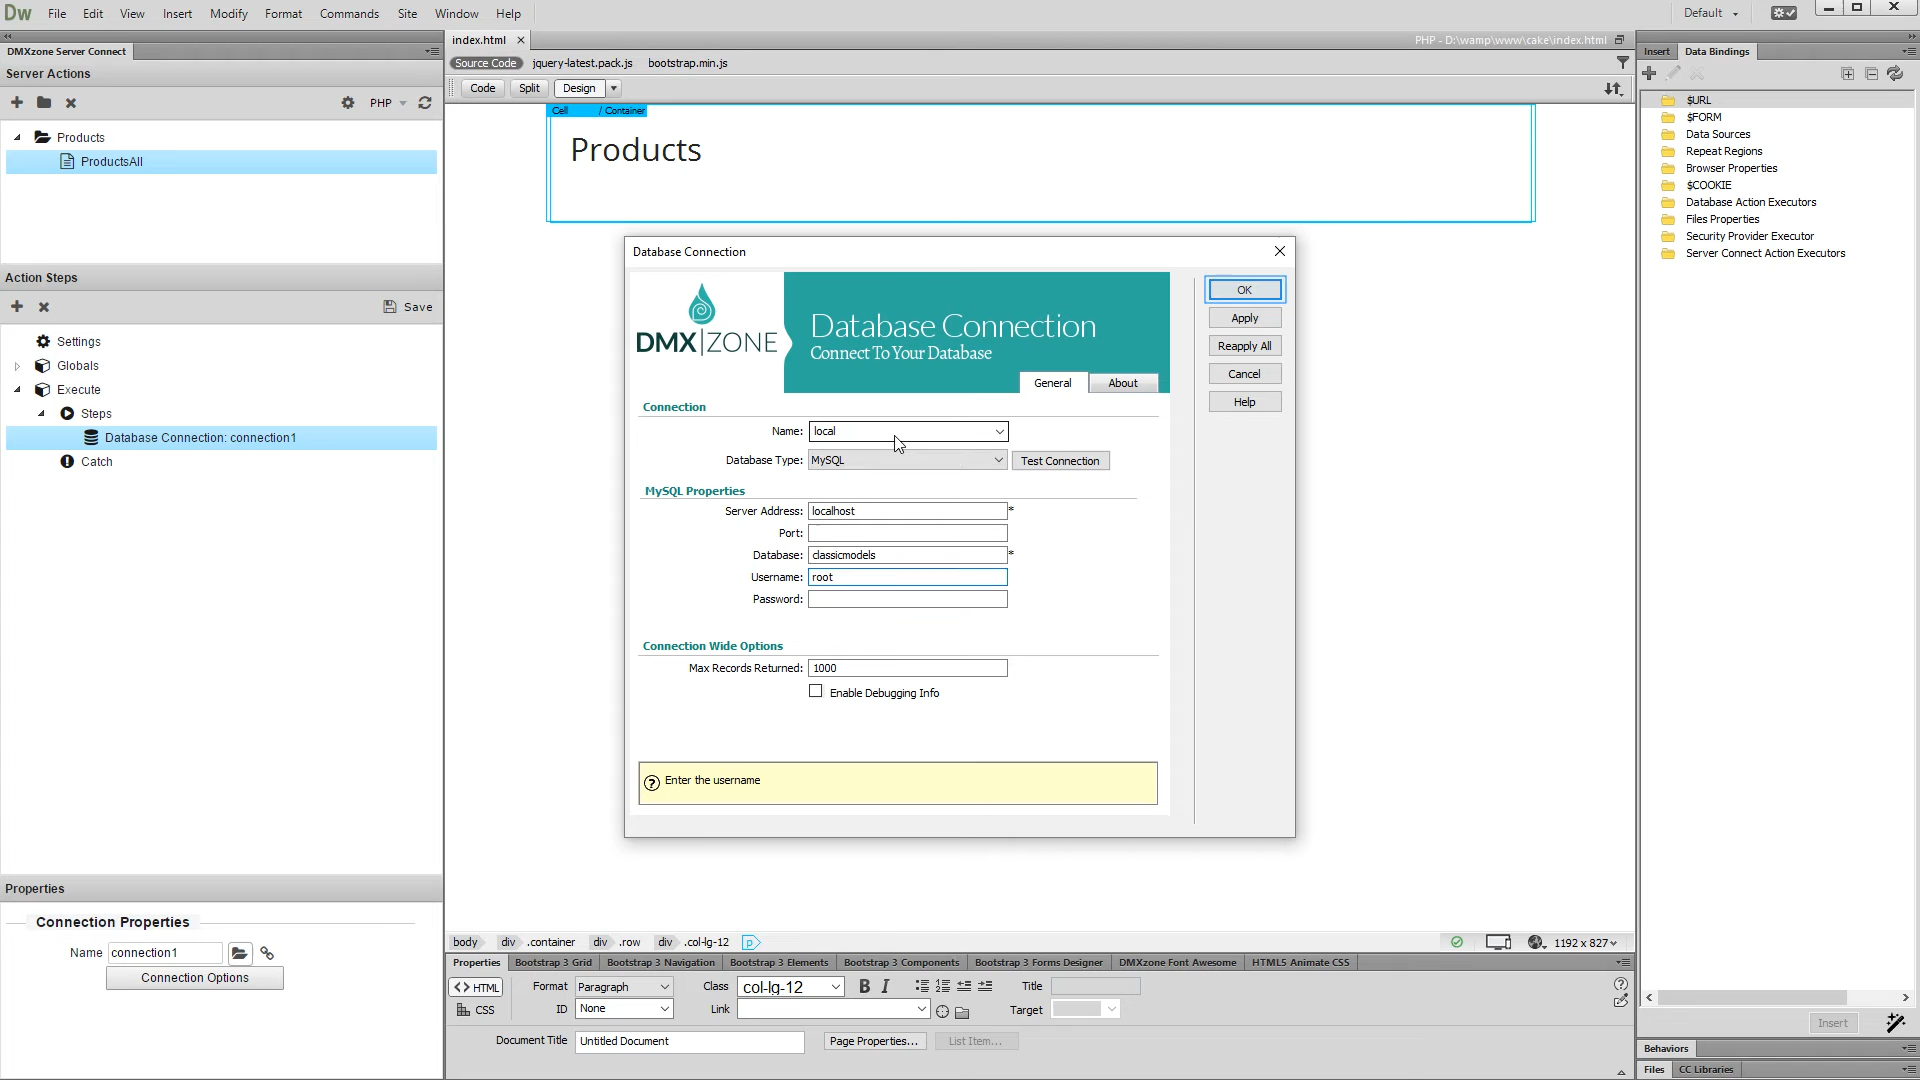 Dw File Edit View Insert Modify Format Commands Site Window Help Default
DMXzone Server Connect
Server Actions
PHP
Products
ProductsAll
Action Steps
Save
Settings
Globals
Execute
Steps
Database Connection: connection1
Catch
Properties
Connection Properties
Name connection1
Connection Options
index.html
PHP - D:\wamp\www\cake\index.html
Source Code jquery-latest.pack.js bootstrap.min.js
Code Split Design
Cell / Container
Products
Database Connection
DMX|ZONE
Database Connection
Connect To Your Database
General About
Connection
Name: local
Database Type: MySQL Test Connection
MySQL Properties
Server Address: localhost *
Port:
Database: classicmodels *
Username: root
Password:
Connection Wide Options
Max Records Returned: 1000
Enable Debugging Info
? Enter the username
OK
Apply
Reapply All
Cancel
Help
body div .container div .row div .col-lg-12 p
1192 x 827
Properties Bootstrap 3 Grid Bootstrap 3 Navigation Bootstrap 3 Elements Bootstrap 3 Components Bootstrap 3 Forms Designer DMXzone Font Awesome HTML5 Animate CSS
<> HTML Format Paragraph Class col-lg-12 B I Title
CSS ID None Link Target
Document Title Untitled Document Page Properties... List Item...
Insert Data Bindings
$URL
$FORM
Data Sources
Repeat Regions
Browser Properties
$COOKIE
Database Action Executors
Files Properties
Security Provider Executor
Server Connect Action Executors
Insert
Behaviors
Files CC Libraries